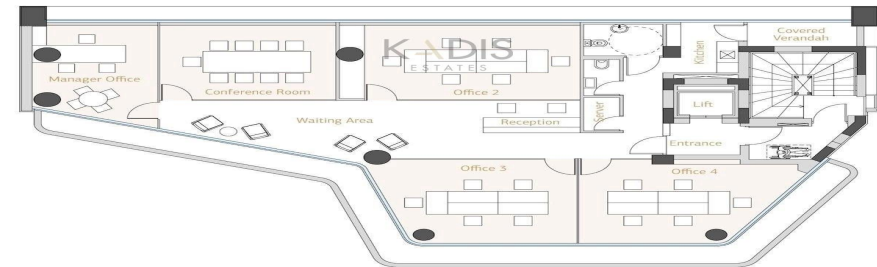 Covered
Verandah
KADIS
ESTATES
Kitchen
Manager Office
Conference Room
Office 2
Server
Lift
Waiting Area
Reception
Entrance
Office 3
Office 4